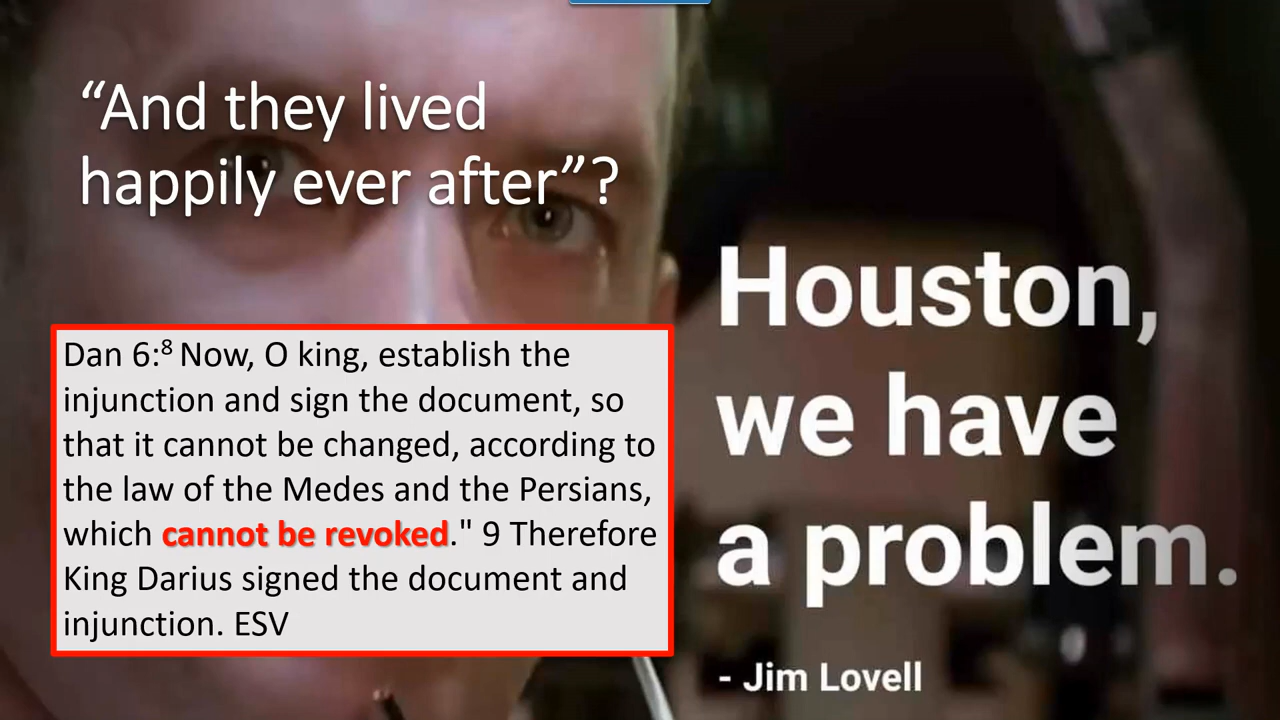 “And they lived
happily ever after”?
Dan 6:⁸ Now, O king, establish the
injunction and sign the document, so
that it cannot be changed, according to
the law of the Medes and the Persians,
which cannot be revoked." 9 Therefore
King Darius signed the document and
injunction. ESV
Houston,
we have
a problem.
- Jim Lovell